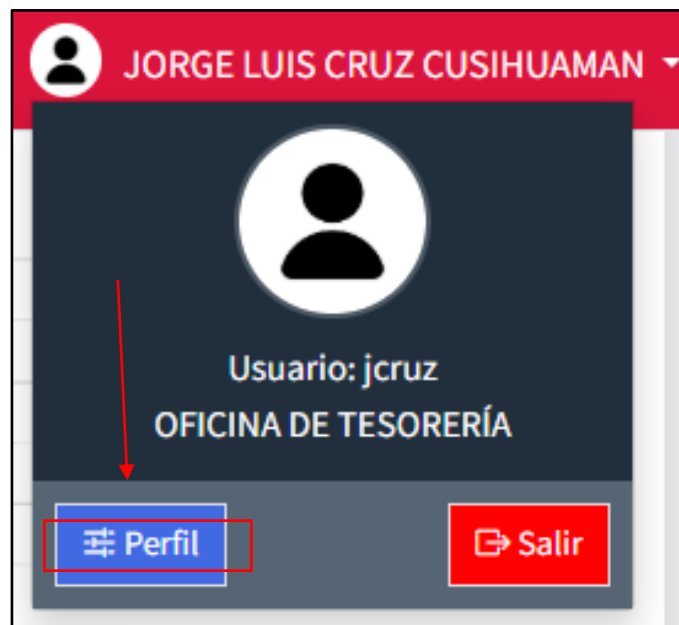 JORGE LUIS CRUZ CUSIHUAMAN
Usuario: jcruz
OFICINA DE TESORERÍA
Perfil
Salir